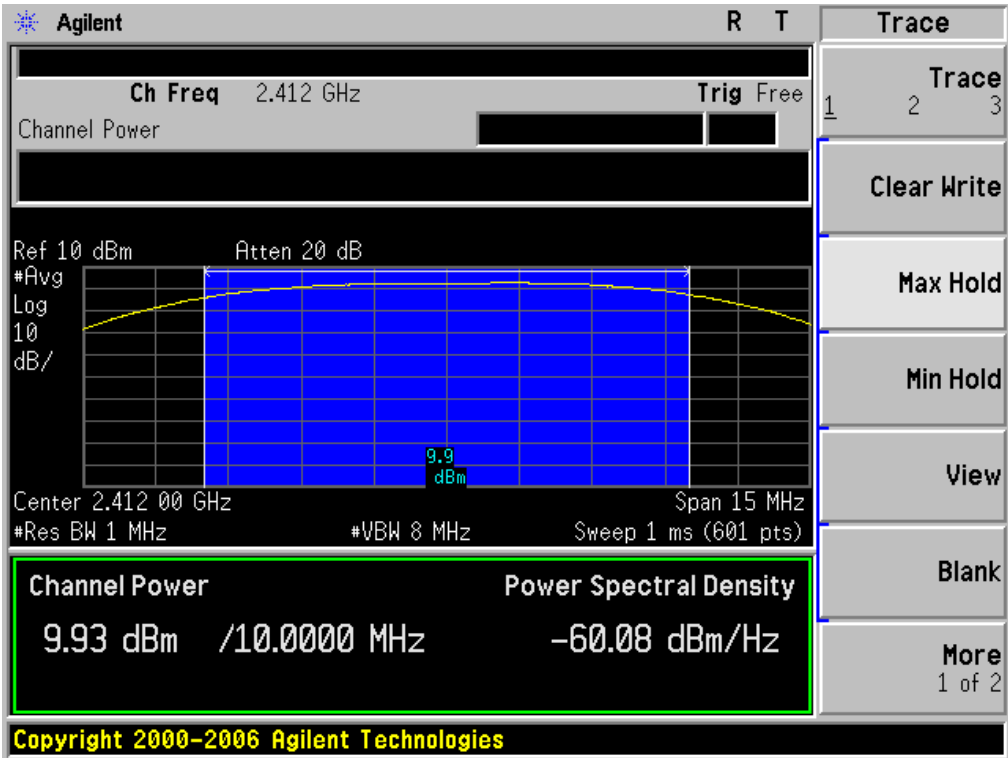 Agilent R T Trace
Ch Freq 2.412 GHz Trig Free
Trace
1 2 3
Channel Power
Clear Write
Ref 10 dBm Atten 20 dB
#Avg
Log
10
dB/
Max Hold
Min Hold
9.9
dBm
View
Center 2.412 00 GHz Span 15 MHz
#Res BW 1 MHz #VBW 8 MHz Sweep 1 ms (601 pts)
Blank
Channel Power Power Spectral Density
9.93 dBm /10.0000 MHz -60.08 dBm/Hz
More
1 of 2
Copyright 2000-2006 Agilent Technologies